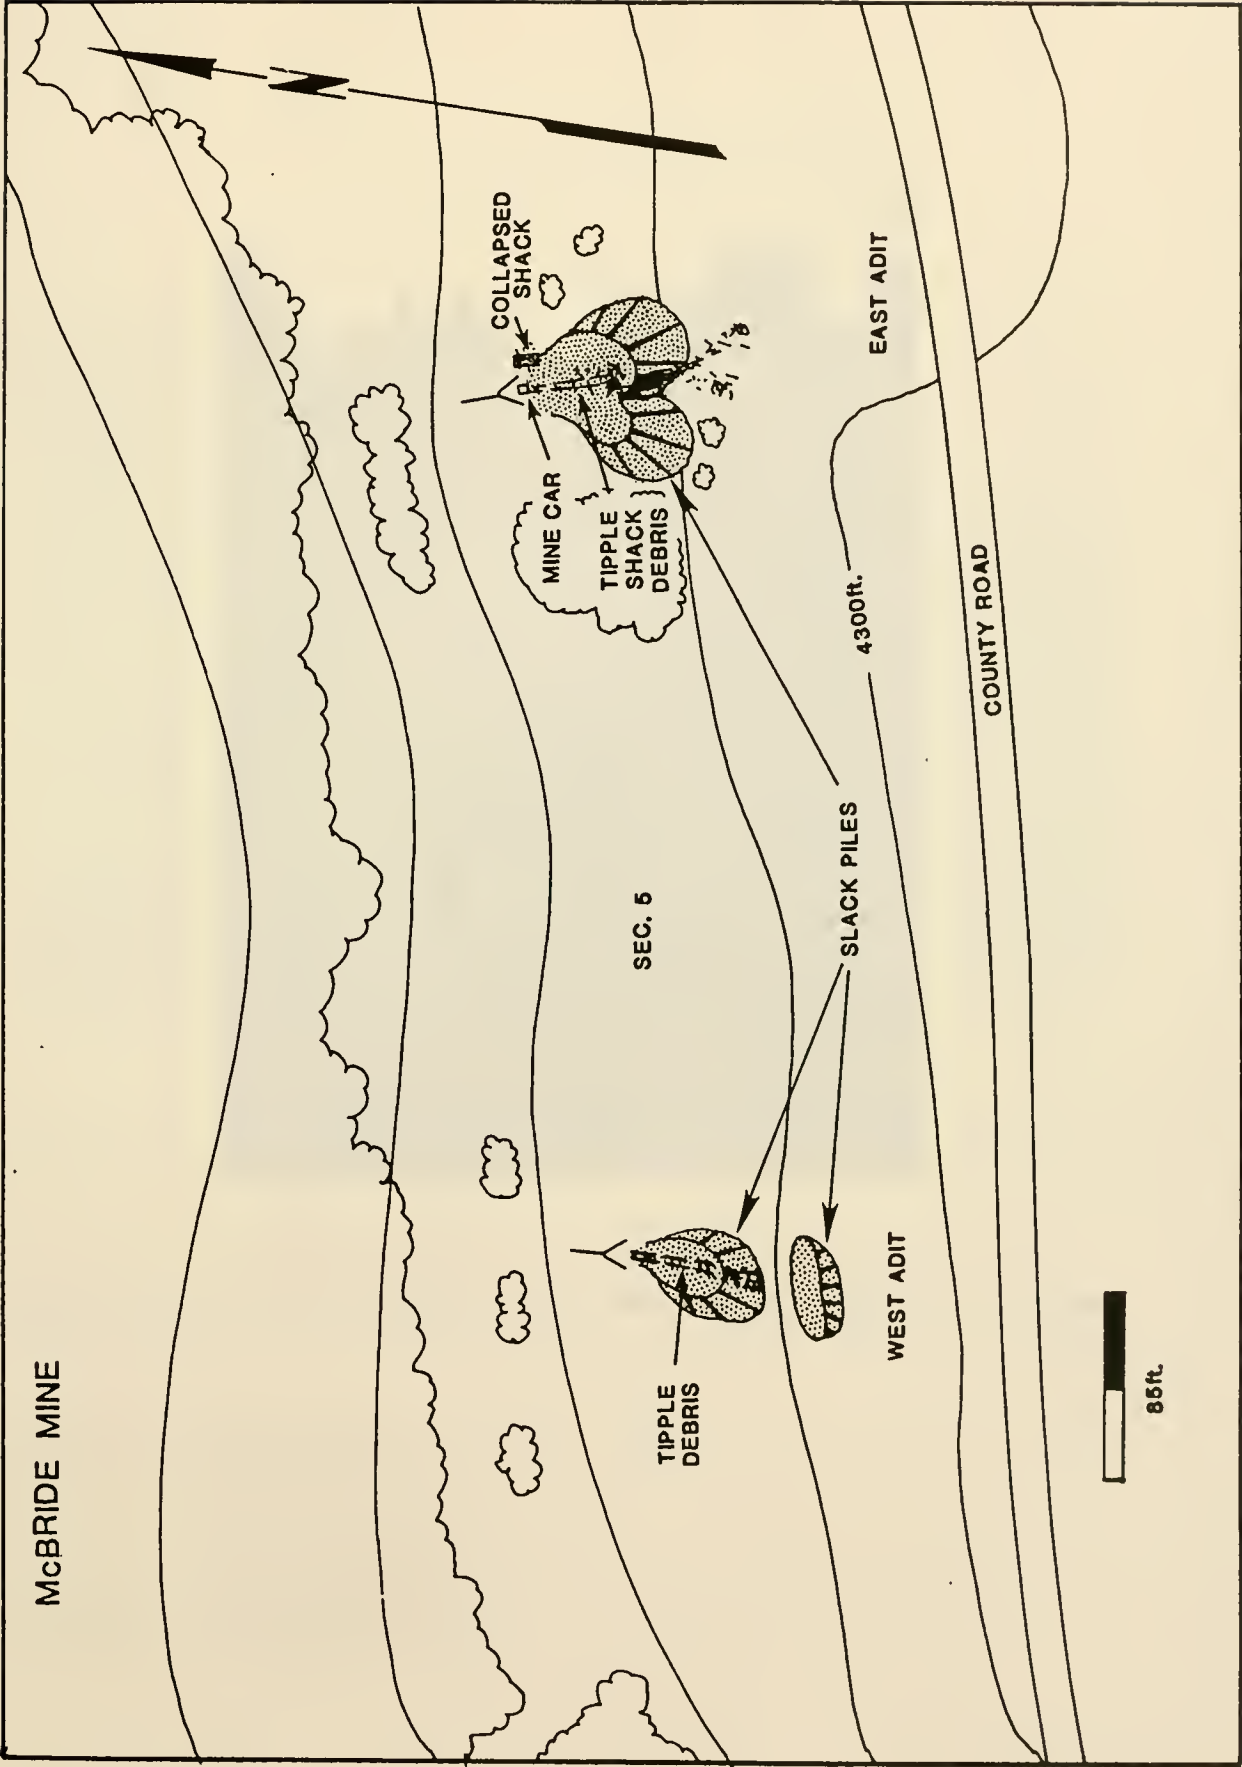 McBRIDE MINE
COLLAPSED
SHACK
MINE CAR
TIPPLE
SHACK
DEBRIS
EAST ADIT
4300ft.
COUNTY ROAD
SLACK PILES
SEC. 5
TIPPLE
DEBRIS
WEST ADIT
85ft.
N